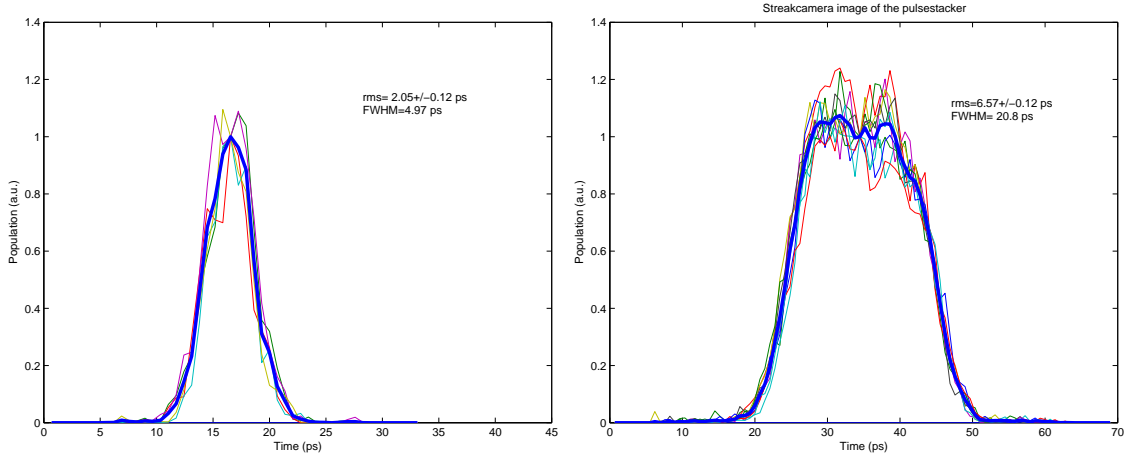 1.4
1.2
1
0.8
0.6
0.4
0.2
0
0 5 10 15 20 25 30 35 40 45
Time (ps)
Population (a.u.)
rms= 2.05+/-0.12 ps
FWHM=4.97 ps
Streakcamera image of the pulsestacker
1.4
1.2
1
0.8
0.6
0.4
0.2
0
0 10 20 30 40 50 60 70
Time (ps)
Population (a.u.)
rms=6.57+/-0.12 ps
FWHM= 20.8 ps